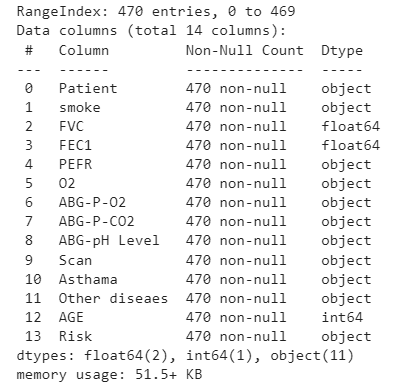 RangeIndex: 470 entries, 0 to 469
Data columns (total 14 columns):
# Column Non-Null Count Dtype
--- ------ -------------- -----
0 Patient 470 non-null object
1 smoke 470 non-null object
2 FVC 470 non-null float64
3 FEC1 470 non-null float64
4 PEFR 470 non-null object
5 O2 470 non-null object
6 ABG-P-O2 470 non-null object
7 ABG-P-CO2 470 non-null object
8 ABG-pH Level 470 non-null object
9 Scan 470 non-null object
10 Asthama 470 non-null object
11 Other diseaes 470 non-null object
12 AGE 470 non-null int64
13 Risk 470 non-null object
dtypes: float64(2), int64(1), object(11)
memory usage: 51.5+ KB